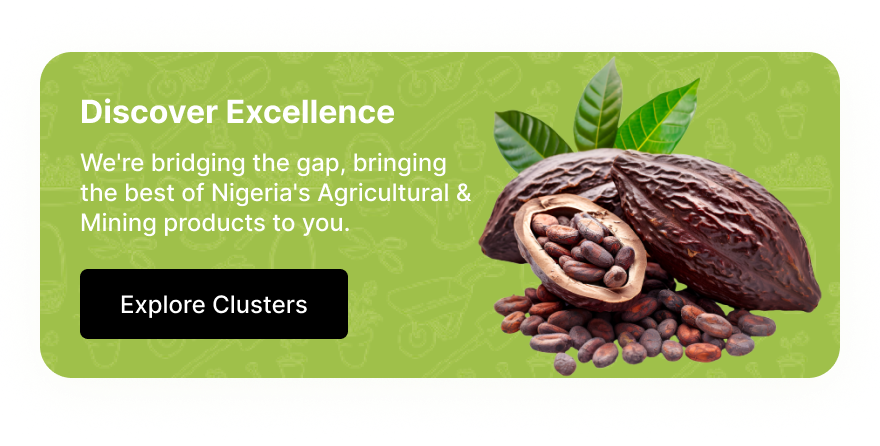 Discover Excellence
We're bridging the gap, bringing
the best of Nigeria's Agricultural &
Mining products to you.
Explore Clusters